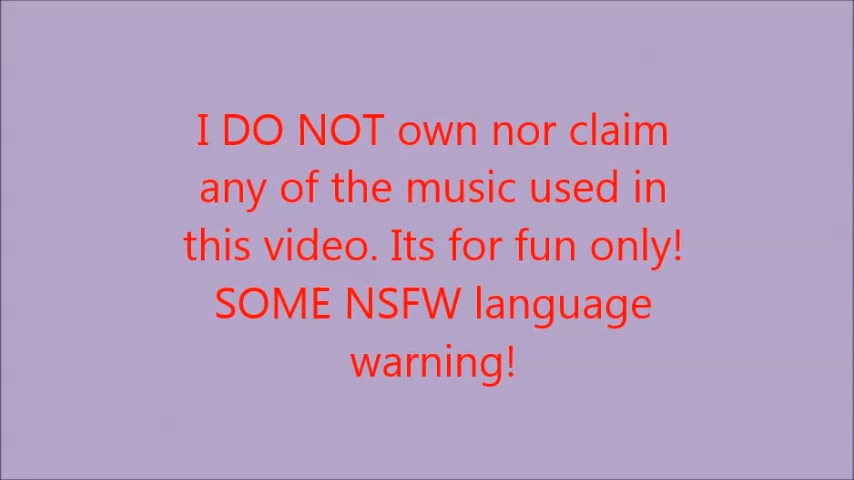 I DO NOT own nor claim
any of the music used in
this video. Its for fun only!
SOME NSFW language
warning!